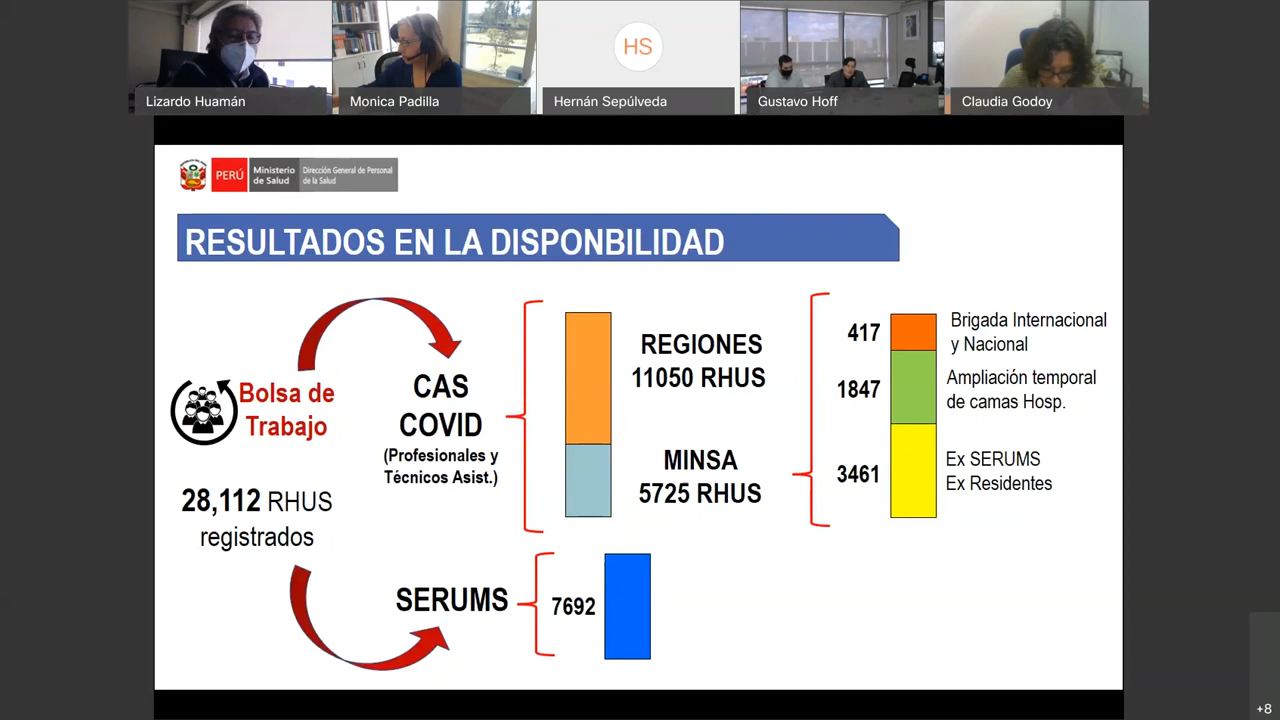 Lizardo Huamán
Monica Padilla
HS
Hernán Sepúlveda
Gustavo Hoff
Claudia Godoy
PERÚ
Ministerio
de Salud
Dirección General de Personal
de la Salud
RESULTADOS EN LA DISPONBILIDAD
Bolsa de
Trabajo
28,112 RHUS
registrados
CAS
COVID
(Profesionales y
Técnicos Asist.)
REGIONES
11050 RHUS
MINSA
5725 RHUS
417
Brigada Internacional
y Nacional
1847
Ampliación temporal
de camas Hosp.
3461
Ex SERUMS
Ex Residentes
SERUMS
7692
+8